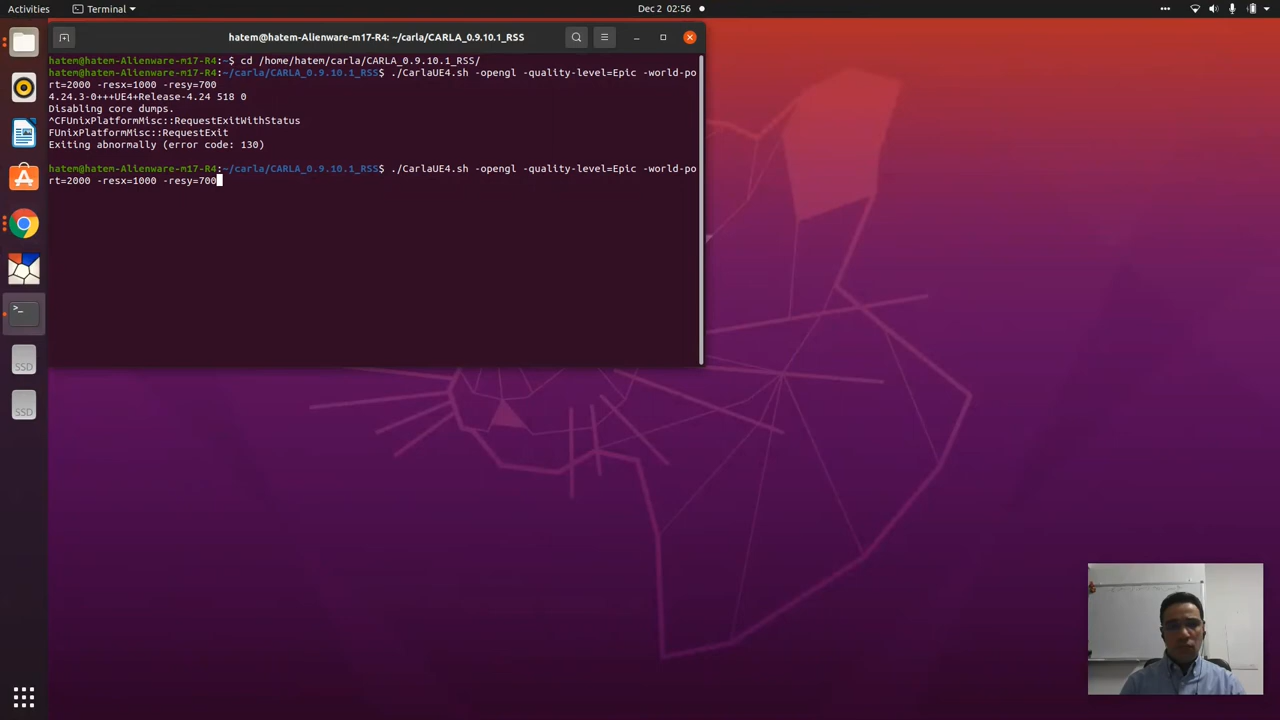 Activities
Terminal
Dec 2 02:56
hatem@hatem-Alienware-m17-R4: ~/carla/CARLA_0.9.10.1_RSS
hatem@hatem-Alienware-m17-R4:~$ cd /home/hatem/carla/CARLA_0.9.10.1_RSS/
hatem@hatem-Alienware-m17-R4:~/carla/CARLA_0.9.10.1_RSS$ ./CarlaUE4.sh -opengl -quality-level=Epic -world-po
rt=2000 -resx=1000 -resy=700
4.24.3-0+++UE4+Release-4.24 518 0
Disabling core dumps.
^CFUnixPlatformMisc::RequestExitWithStatus
FUnixPlatformMisc::RequestExit
Exiting abnormally (error code: 130)
hatem@hatem-Alienware-m17-R4:~/carla/CARLA_0.9.10.1_RSS$ ./CarlaUE4.sh -opengl -quality-level=Epic -world-po
rt=2000 -resx=1000 -resy=700
>_
SSD
SSD